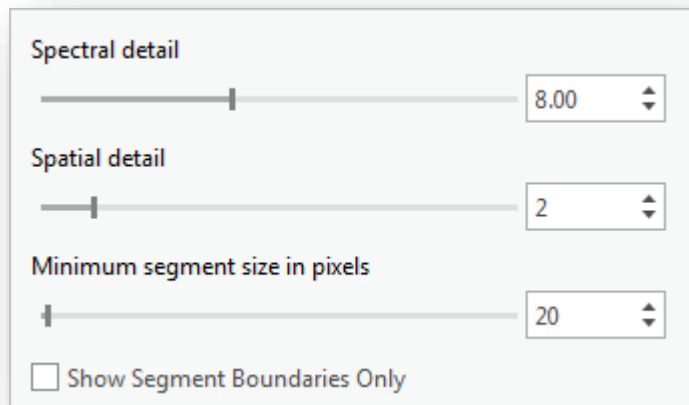 Spectral detail
8.00
Spatial detail
2
Minimum segment size in pixels
20
Show Segment Boundaries Only